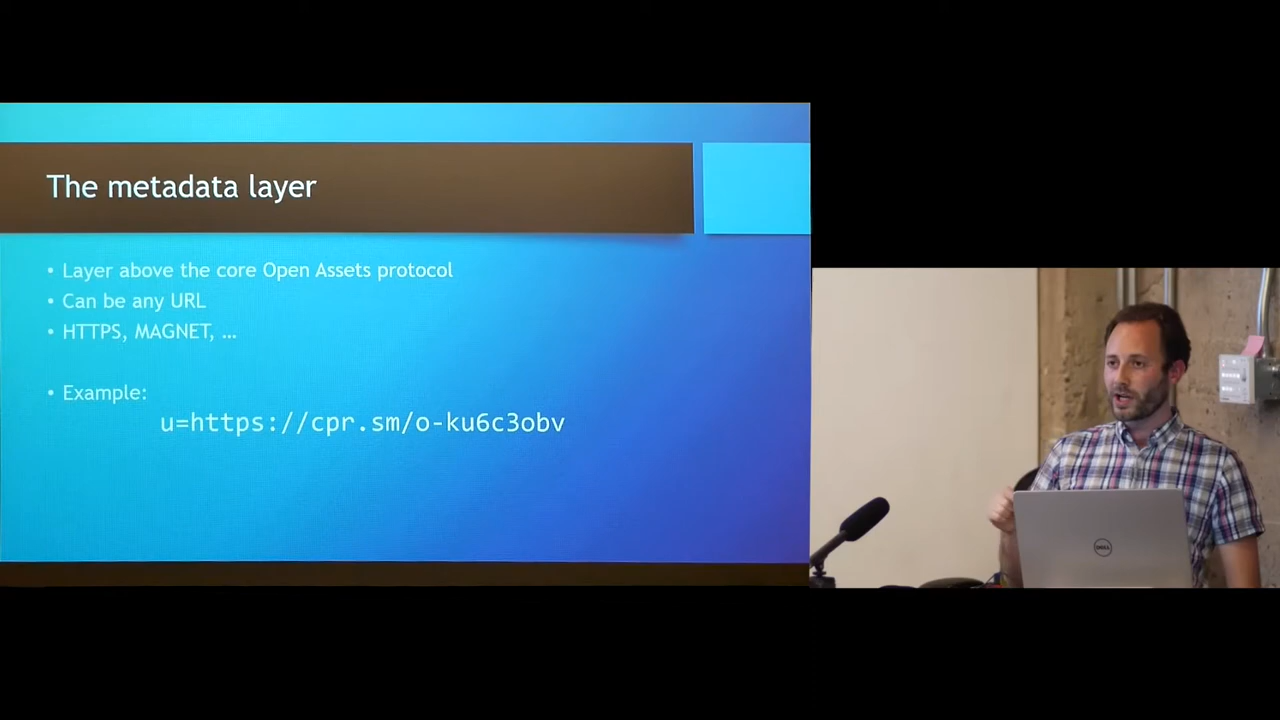 The metadata layer
• Layer above the core Open Assets protocol
• Can be any URL
• HTTPS, MAGNET, …
• Example:
u=https://cpr.sm/o-ku6c3obv
DELL